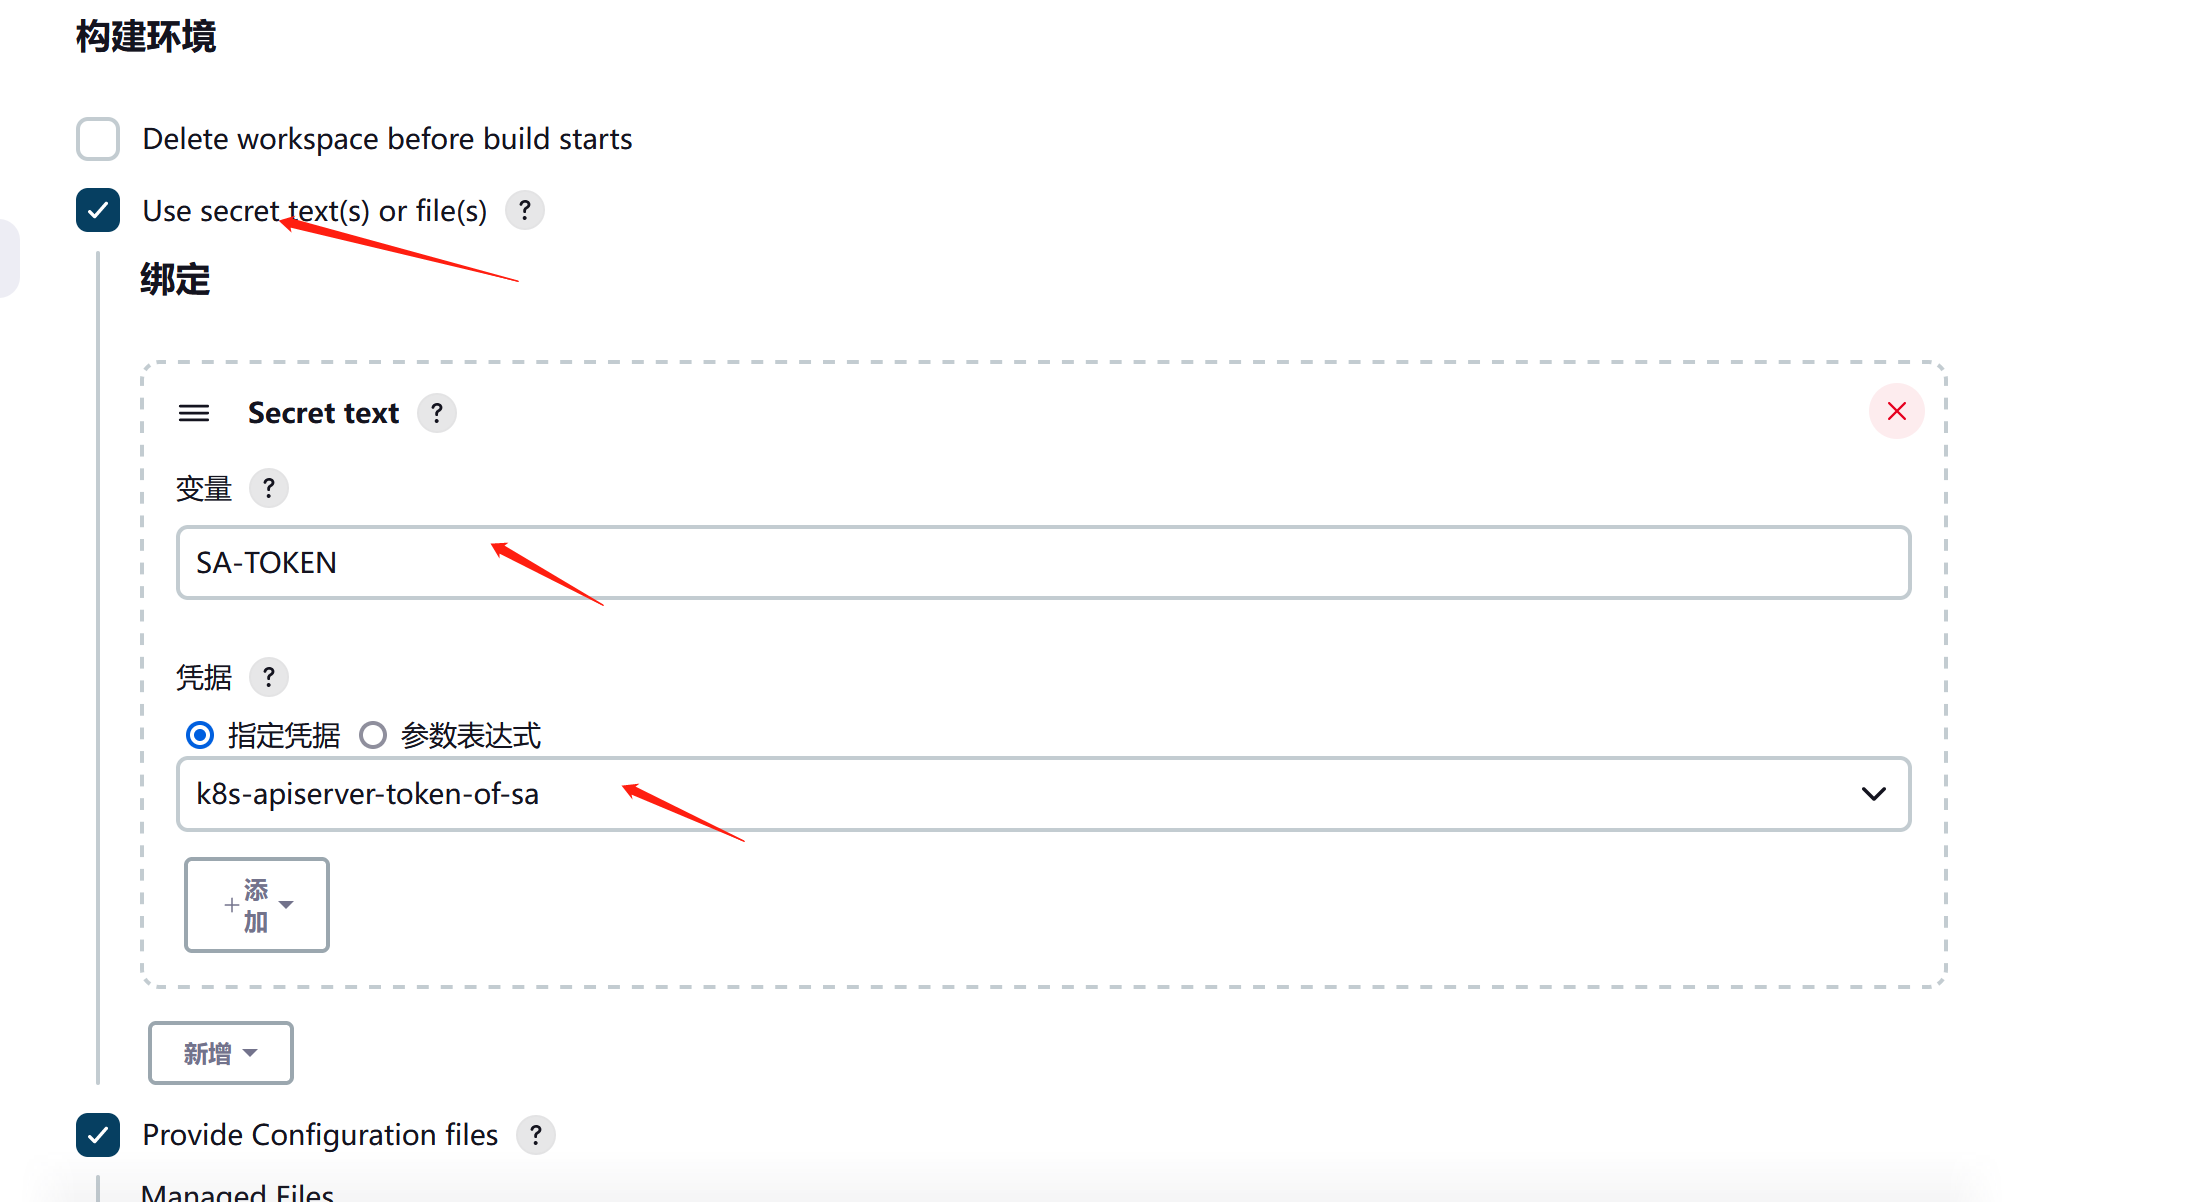 构建环境
Delete workspace before build starts
Use secret text(s) or file(s) ?
绑定
Secret text ?
变量 ?
SA-TOKEN
凭据 ?
指定凭据 参数表达式
k8s-apiserver-token-of-sa
+ 添
加
新增
Provide Configuration files ?
Managed Files